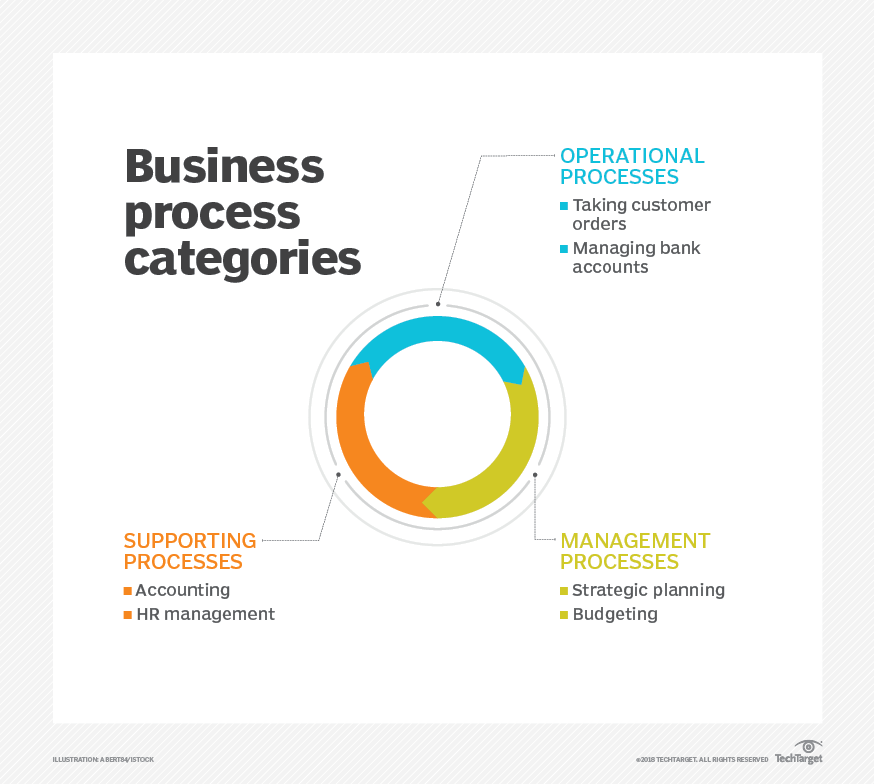 Business
process
categories
OPERATIONAL
PROCESSES
Taking customer
orders
Managing bank
accounts
SUPPORTING
PROCESSES
Accounting
HR management
MANAGEMENT
PROCESSES
Strategic planning
Budgeting
ILLUSTRATION: ABERT84/ISTOCK
©2018 TECHTARGET. ALL RIGHTS RESERVED
TechTarget